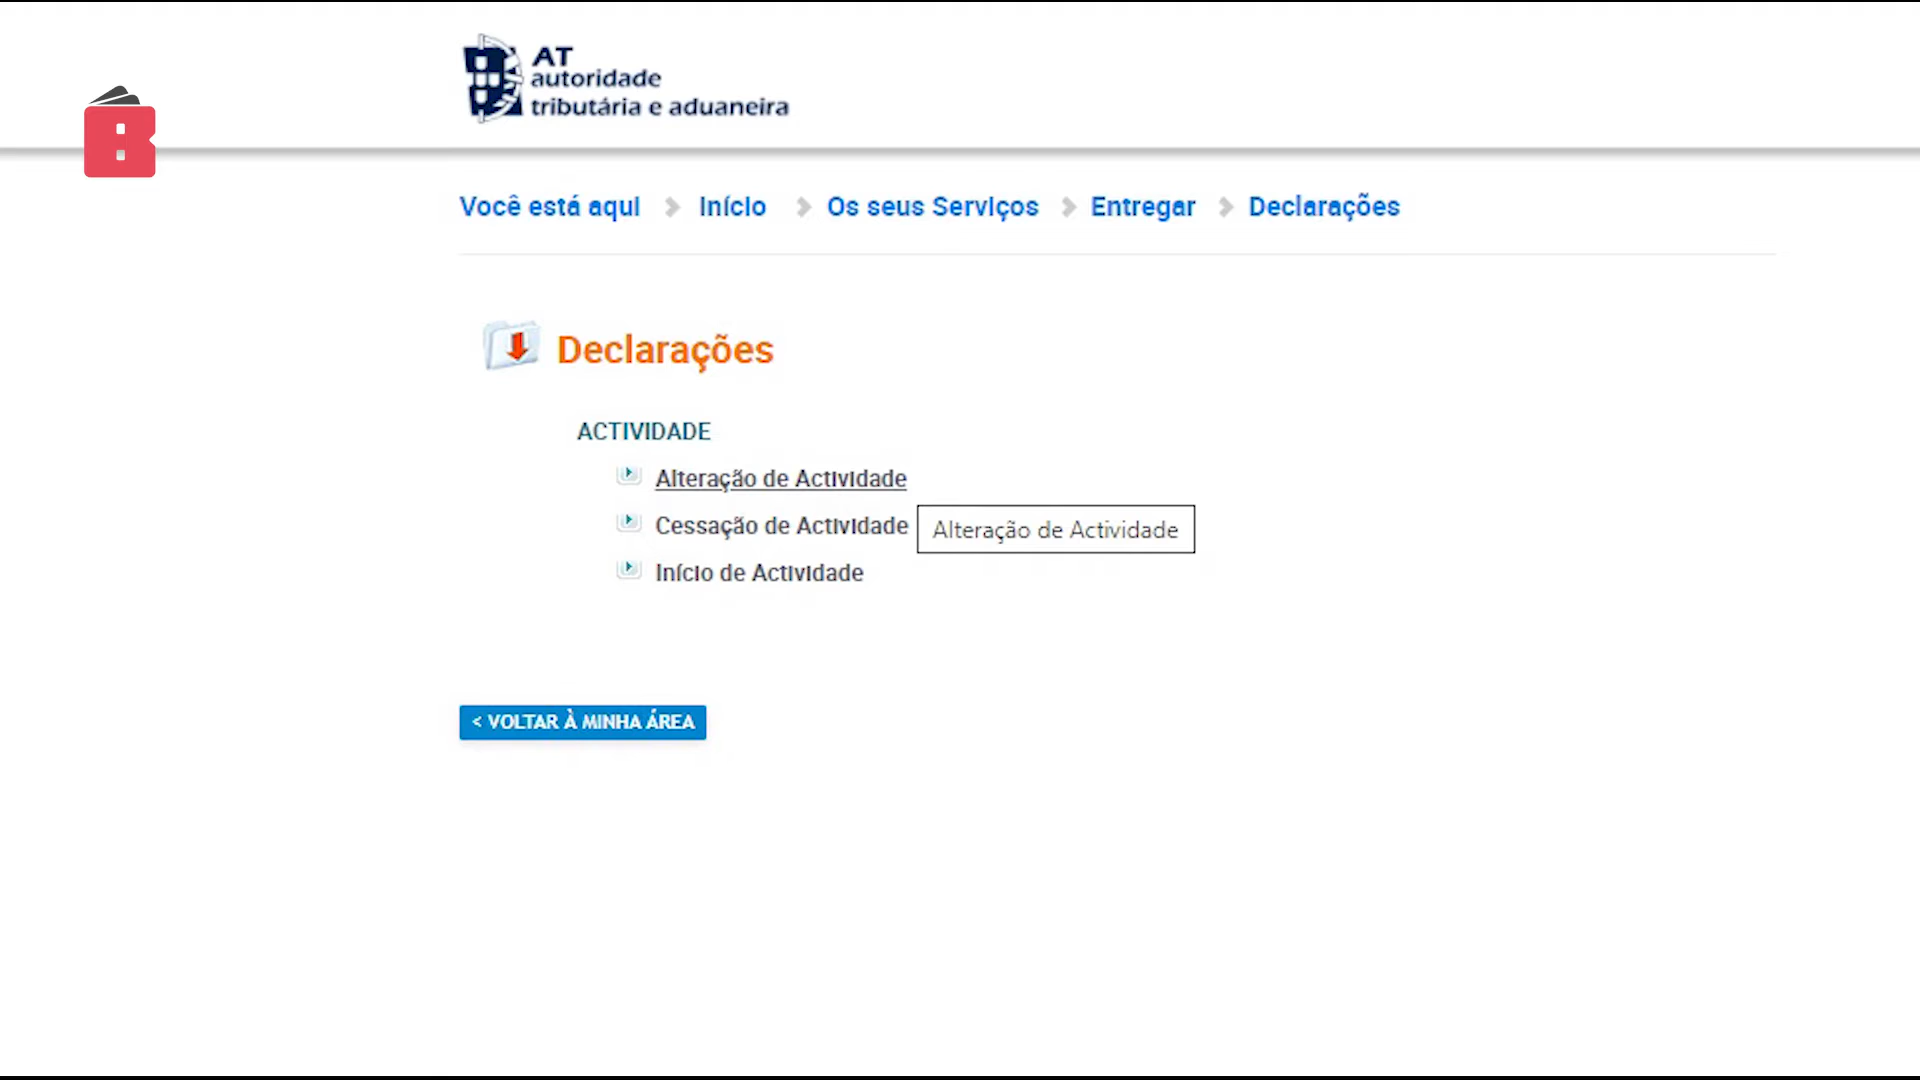 AT
autoridade
tributária e aduaneira
Você está aqui
Início
Os seus Serviços
Entregar
Declarações
Declarações
ACTIVIDADE
Alteração de Actividade
Cessação de Actividade
Alteração de Actividade
Início de Actividade
< VOLTAR À MINHA ÁREA